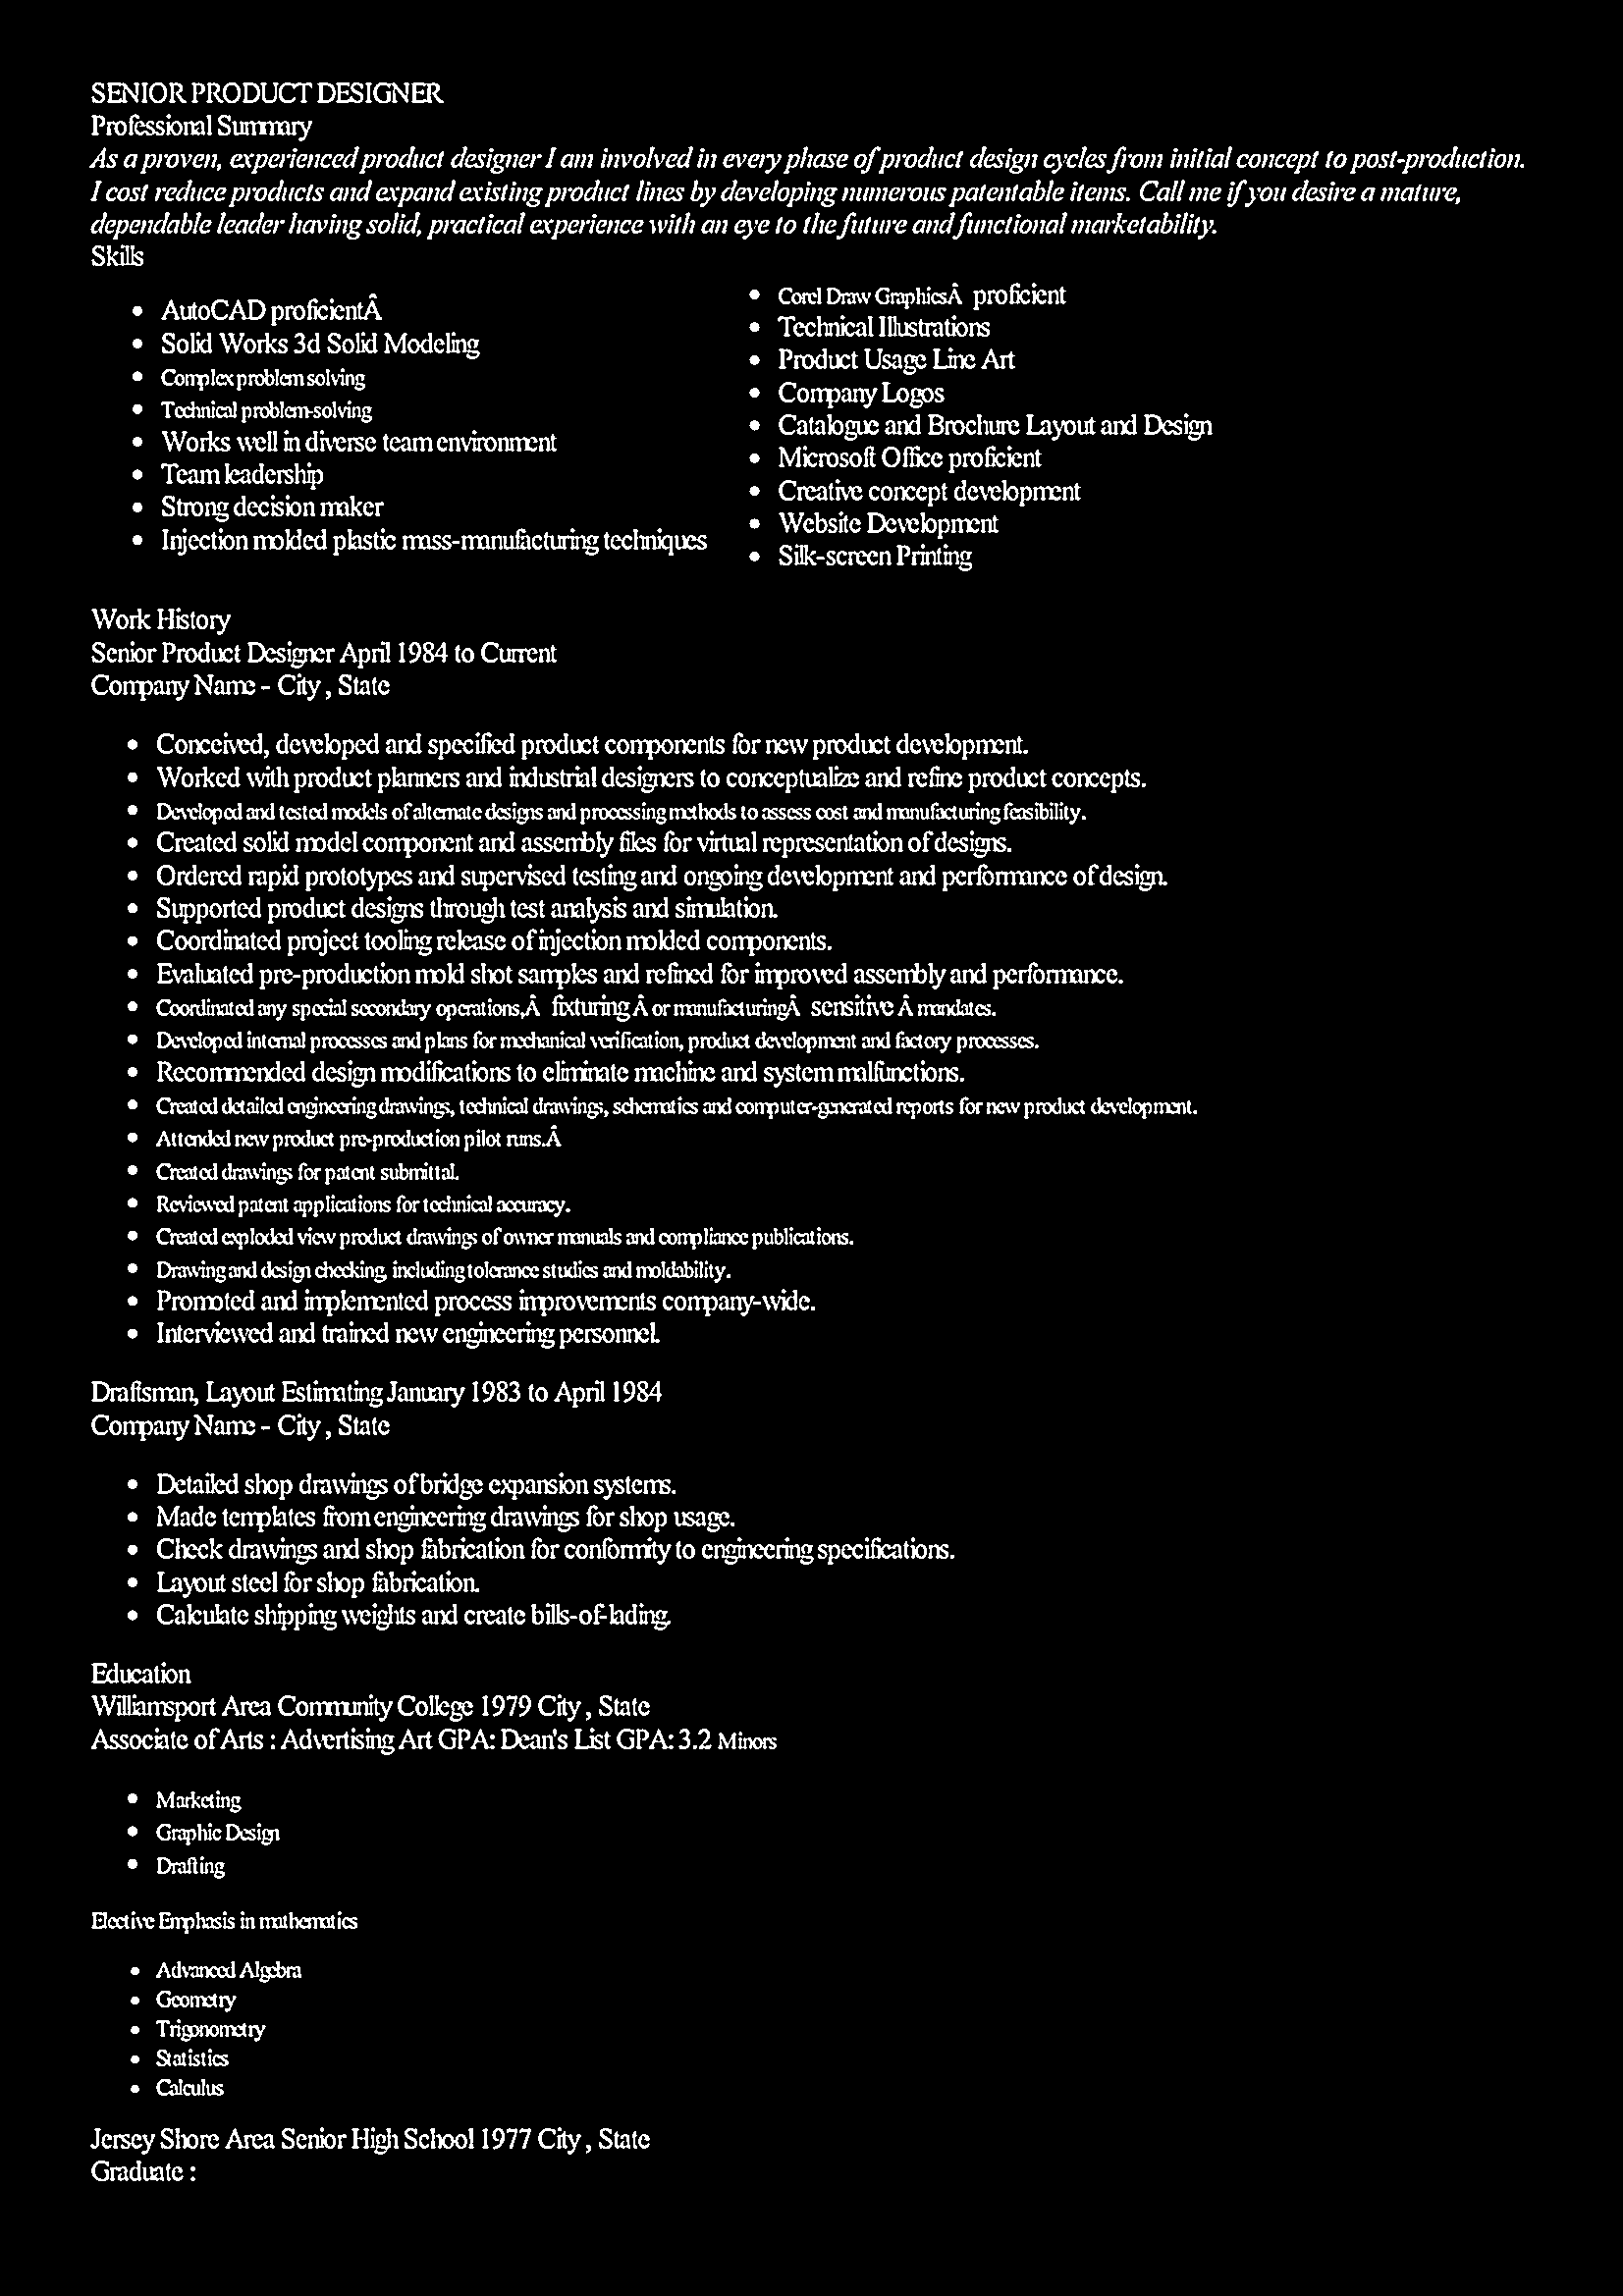 SENIOR PRODUCT DESIGNER
Professional Summary
As a proven, experienced product designer I am involved in every phase of product design cycles from initial concept to post-production.
I cost reduce products and expand existing product lines by developing numerous patentable items. Call me if you desire a mature,
dependable leader having solid, practical experience with an eye to the future and functional marketability.
Skills
• AutoCAD proficientÂ
• Solid Works 3d Solid Modeling
• Complex problem solving
• Technical problem-solving
• Works well in diverse team environment
• Team leadership
• Strong decision maker
• Injection molded plastic mass-manufacturing techniques
• Corel Draw GraphicsÂ proficient
• Technical Illustrations
• Product Usage Line Art
• Company Logos
• Catalogue and Brochure Layout and Design
• Microsoft Office proficient
• Creative concept development
• Website Development
• Silk-screen Printing
Work History
Senior Product Designer April 1984 to Current
Company Name - City , State
• Conceived, developed and specified product components for new product development.
• Worked with product planners and industrial designers to conceptualize and refine product concepts.
• Developed and tested models of alternate designs and processing methods to assess cost and manufacturing feasibility.
• Created solid model component and assembly files for virtual representation of designs.
• Ordered rapid prototypes and supervised testing and ongoing development and performance of design.
• Supported product designs through test analysis and simulation.
• Coordinated project tooling release of injection molded components.
• Evaluated pre-production mold shot samples and refined for improved assembly and performance.
• Coordinated any special secondary operations,Â fixturing Â or manufacturingÂ sensitive Â mandates.
• Developed internal processes and plans for mechanical verification, product development and factory processes.
• Recommended design modifications to eliminate machine and system malfunctions.
• Created detailed engineering drawings, technical drawings, schematics and computer-generated reports for new product development.
• Attended new product pre-production pilot runs.Â
• Created drawings for patent submittal.
• Reviewed patent applications for technical accuracy.
• Created exploded view product drawings of owner manuals and compliance publications.
• Drawing and design checking, including tolerance studies and moldability.
• Promoted and implemented process improvements company-wide.
• Interviewed and trained new engineering personnel.
Draftsman, Layout Estimating January 1983 to April 1984
Company Name - City , State
• Detailed shop drawings of bridge expansion systems.
• Made templates from engineering drawings for shop usage.
• Check drawings and shop fabrication for conformity to engineering specifications.
• Layout steel for shop fabrication.
• Calculate shipping weights and create bills-of-lading.
Education
Williamsport Area Community College 1979 City , State
Associate of Arts : Advertising Art GPA: Dean's List GPA: 3.2 Minors
• Marketing
• Graphic Design
• Drafting
Elective Emphasis in mathematics
• Advanced Algebra
• Geometry
• Trigonometry
• Statistics
• Calculus
Jersey Shore Area Senior High School 1977 City , State
Graduate :